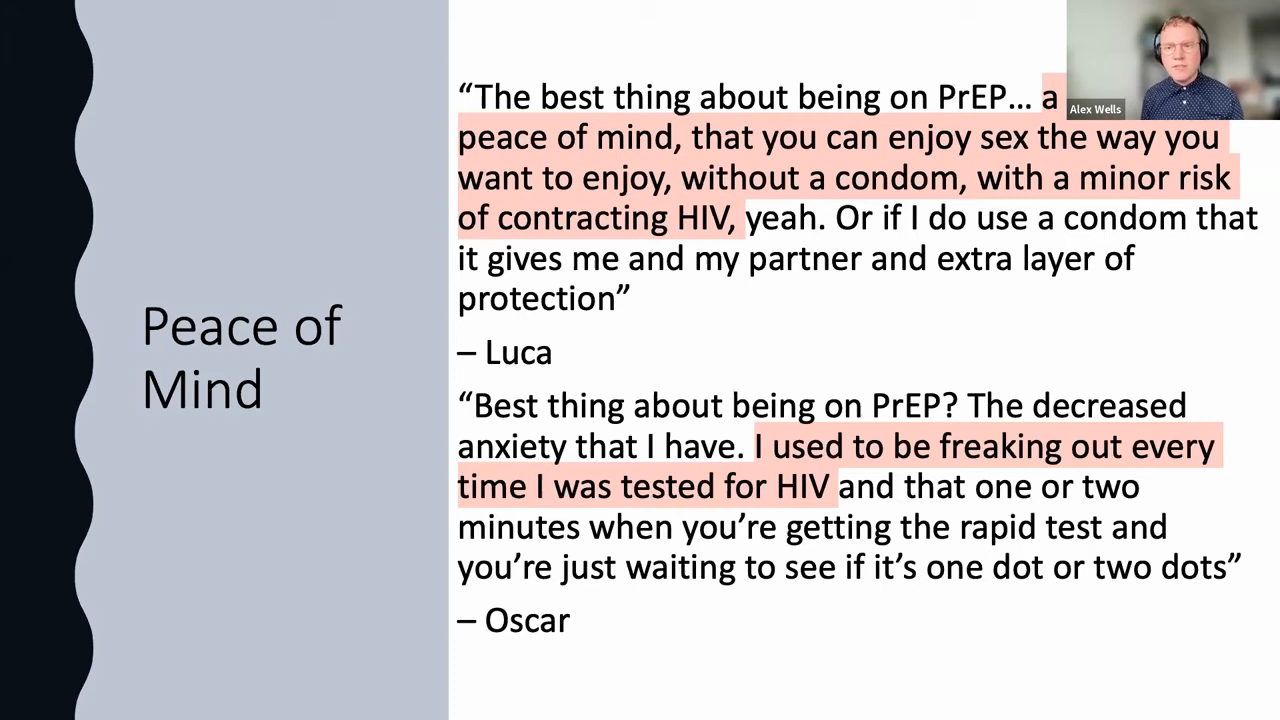 Peace of
Mind
“The best thing about being on PrEP… a
peace of mind, that you can enjoy sex the way you
want to enjoy, without a condom, with a minor risk
of contracting HIV, yeah. Or if I do use a condom that
it gives me and my partner and extra layer of
protection”
– Luca
“Best thing about being on PrEP? The decreased
anxiety that I have. I used to be freaking out every
time I was tested for HIV and that one or two
minutes when you’re getting the rapid test and
you’re just waiting to see if it’s one dot or two dots”
– Oscar
Alex Wells